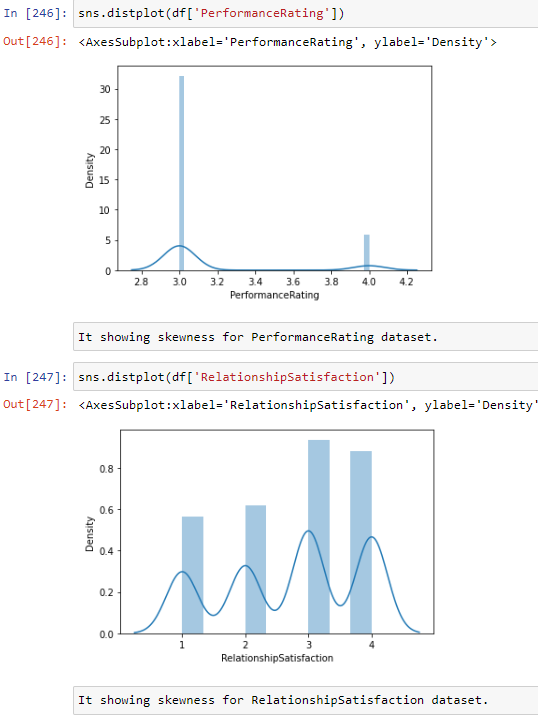 In [246]: sns.distplot(df['PerformanceRating'])
Out[246]: <AxesSubplot:xlabel='PerformanceRating', ylabel='Density'>
30
25
20
15
10
5
0
Density
2.8 3.0 3.2 3.4 3.6 3.8 4.0 4.2
PerformanceRating
It showing skewness for PerformanceRating dataset.
In [247]: sns.distplot(df['RelationshipSatisfaction'])
Out[247]: <AxesSubplot:xlabel='RelationshipSatisfaction', ylabel='Density'
0.8
0.6
0.4
0.2
0.0
Density
1 2 3 4
RelationshipSatisfaction
It showing skewness for RelationshipSatisfaction dataset.